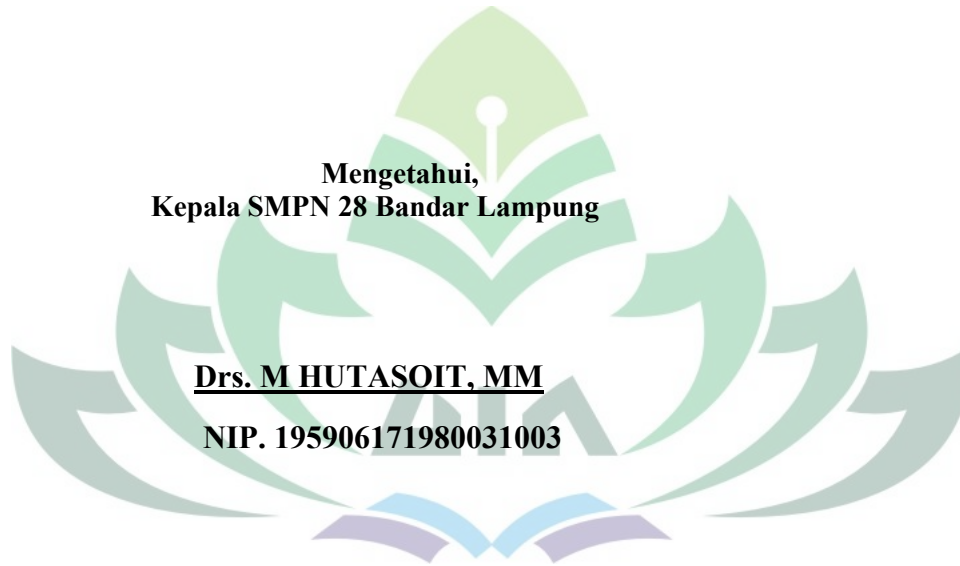 Mengetahui,
Kepala SMPN 28 Bandar Lampung
Drs. M HUTASOIT, MM
NIP. 195906171980031003